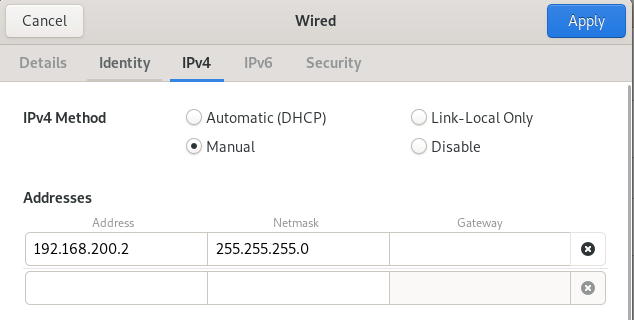 Cancel Wired Apply
Details Identity IPv4 IPv6 Security
IPv4 Method Automatic (DHCP) Link-Local Only
Manual Disable
Addresses
Address Netmask Gateway
192.168.200.2 255.255.255.0